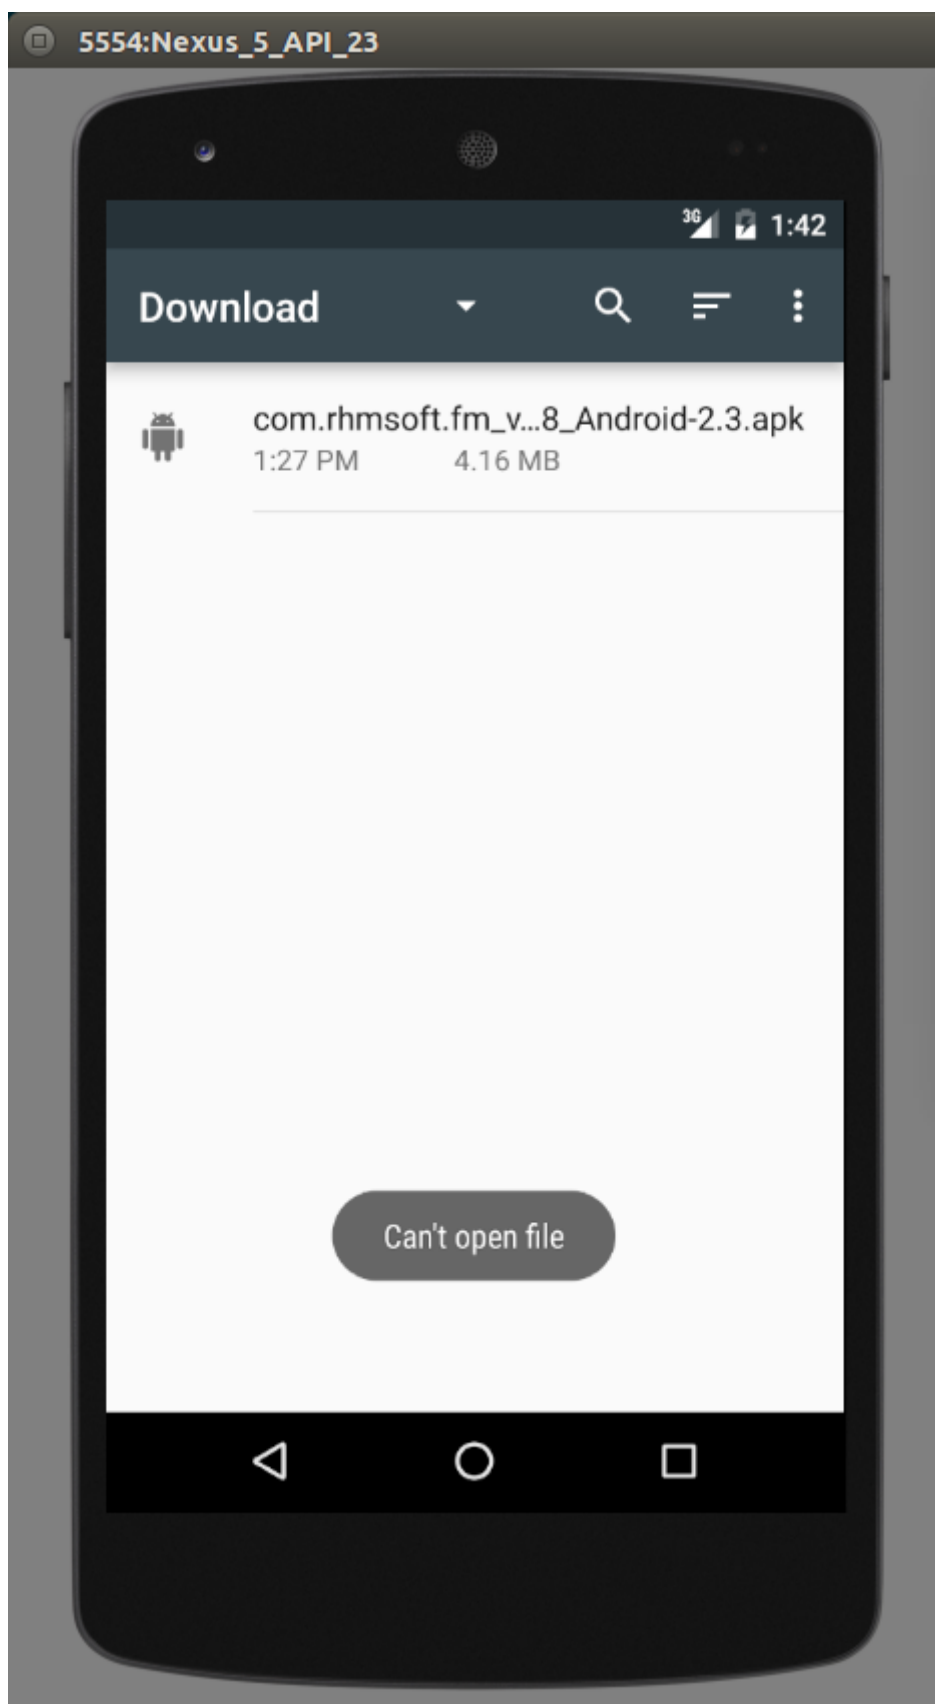 5554:Nexus_5_API_23
3G 1:42
Download
com.rhmsoft.fm_v...8_Android-2.3.apk
1:27 PM 4.16 MB
Can't open file